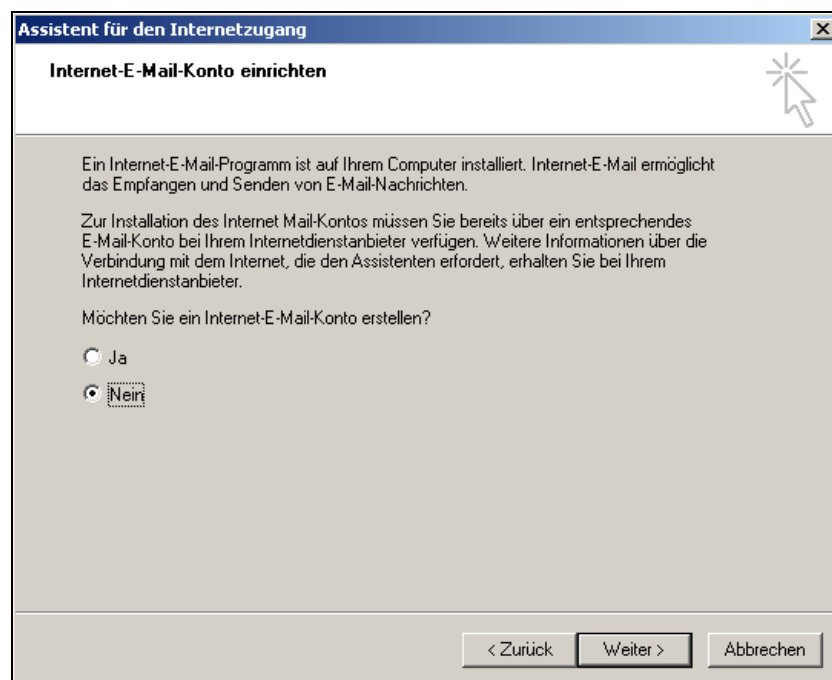 Assistent für den Internetzugang
Internet-E-Mail-Konto einrichten
Ein Internet-E-Mail-Programm ist auf Ihrem Computer installiert. Internet-E-Mail ermöglicht
das Empfangen und Senden von E-Mail-Nachrichten.
Zur Installation des Internet Mail-Kontos müssen Sie bereits über ein entsprechendes
E-Mail-Konto bei Ihrem Internetdienstanbieter verfügen. Weitere Informationen über die
Verbindung mit dem Internet, die den Assistenten erfordert, erhalten Sie bei Ihrem
Internetdienstanbieter.
Möchten Sie ein Internet-E-Mail-Konto erstellen?
Ja
Nein
< Zurück Weiter > Abbrechen